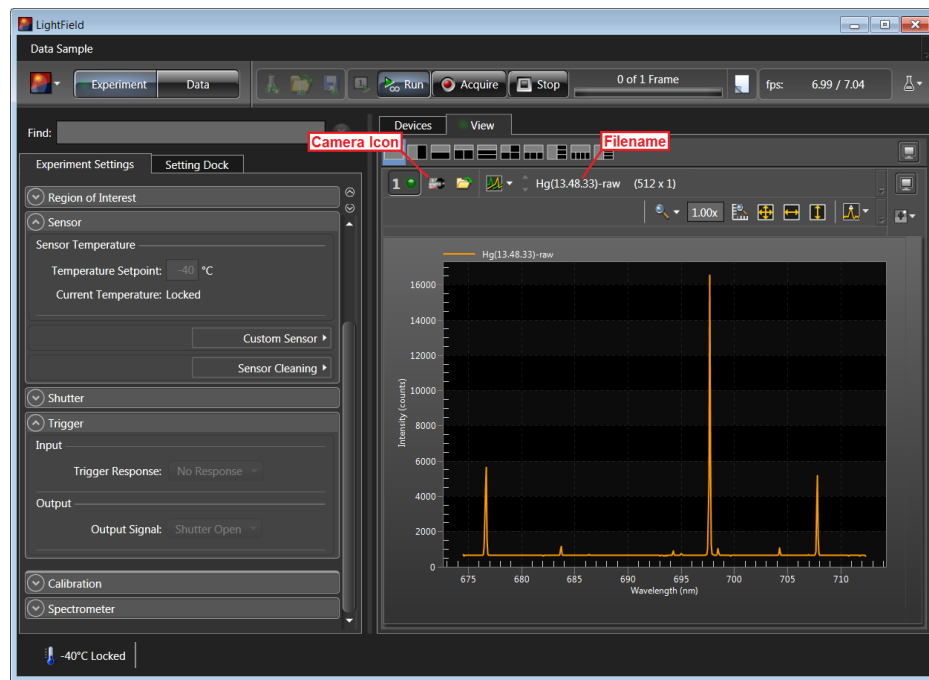 LightField
Data Sample
Experiment Data Run Acquire Stop 0 of 1 Frame fps: 6.99 / 7.04
Find:
Devices View
Camera Icon Filename
Experiment Settings Setting Dock
1 Hg(13.48.33)-raw (512 x 1)
1.00x
Region of Interest
Sensor
Sensor Temperature
Temperature Setpoint: -40 °C
Current Temperature: Locked
Custom Sensor
Sensor Cleaning
Shutter
Trigger
Input
Trigger Response: No Response
Output
Output Signal: Shutter Open
Calibration
Spectrometer
Hg(13.48.33)-raw
16000
14000
12000
10000
8000
6000
4000
2000
0
Intensity (counts)
675 680 685 690 695 700 705 710
Wavelength (nm)
-40°C Locked